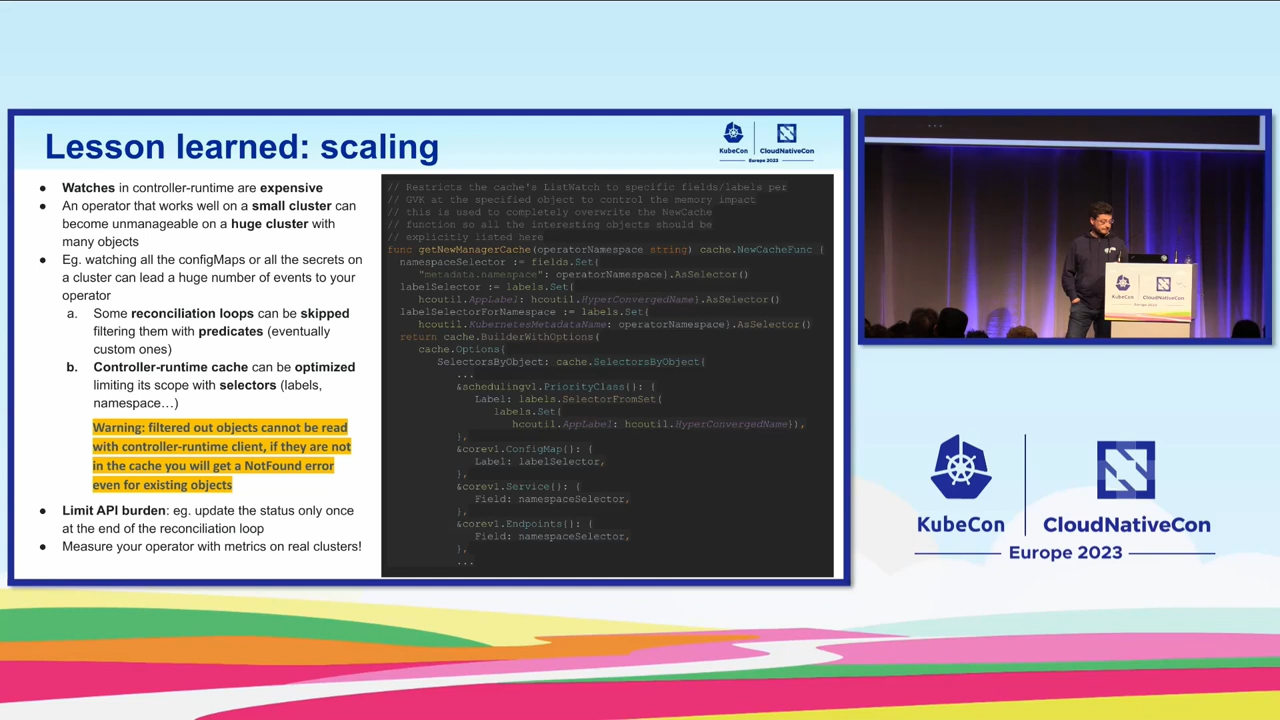 Lesson learned: scaling
KubeCon
CloudNativeCon
Europe 2023
● Watches in controller-runtime are expensive
● An operator that works well on a small cluster can
become unmanageable on a huge cluster with
many objects
● Eg. watching all the configMaps or all the secrets on
a cluster can lead a huge number of events to your
operator
a. Some reconciliation loops can be skipped
filtering them with predicates (eventually
custom ones)
b. Controller-runtime cache can be optimized
limiting its scope with selectors (labels,
namespace…)
Warning: filtered out objects cannot be read
with controller-runtime client, if they are not
in the cache you will get a NotFound error
even for existing objects
● Limit API burden: eg. update the status only once
at the end of the reconciliation loop
● Measure your operator with metrics on real clusters!
// Restricts the cache's ListWatch to specific fields/labels per
// GVK at the specified object to control the memory impact
// this is used to completely overwrite the NewCache
// function so all the interesting objects should be
// explicitly listed here
func getNewManagerCache(operatorNamespace string) cache.NewCacheFunc {
namespaceSelector := fields.Set{
"metadata.namespace": operatorNamespace}.AsSelector()
labelSelector := labels.Set{
hcoutil.AppLabel: hcoutil.HyperConvergedName}.AsSelector()
labelSelectorForNamespace := labels.Set{
hcoutil.KubernetesMetadataName: operatorNamespace}.AsSelector()
return cache.BuilderWithOptions(
cache.Options{
SelectorsByObject: cache.SelectorsByObject{
...
&schedulingv1.PriorityClass{}: {
Label: labels.SelectorFromSet(
labels.Set{
hcoutil.AppLabel: hcoutil.HyperConvergedName}),
},
&corev1.ConfigMap{}: {
Label: labelSelector,
},
&corev1.Service{}: {
Field: namespaceSelector,
},
&corev1.Endpoints{}: {
Field: namespaceSelector,
},
...
KubeCon
CloudNativeCon
Europe 2023
KubeCon
CloudNativeCon
Europe 2023